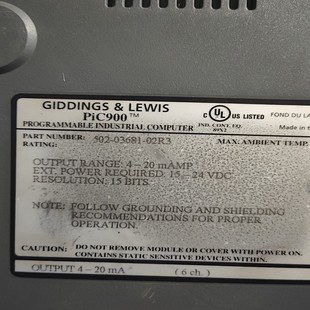 GIDDINGS & LEWIS
PiC900™
PROGRAMMABLE INDUSTRIAL COMPUTER
C UL US LISTED
IND. CONT. EQ.
FOND DU LA
Made in the
PART NUMBER: 502-03681-02R3
MAX. AMBIENT TEMP.
RATING:
OUTPUT RANGE: 4-20 mAMP
EXT. POWER REQUIRED: 15-24 VDC
RESOLUTION: 15 BITS.
NOTE: FOLLOW GROUNDING AND SHIELDING
RECOMMENDATIONS FOR PROPER
OPERATION.
CAUTION: DO NOT REMOVE MODULE OR COVER WITH POWER ON.
CONTAINS STATIC SENSITIVE DEVICES WITHIN.
OUTPUT 4-20 mA (6 ch.)